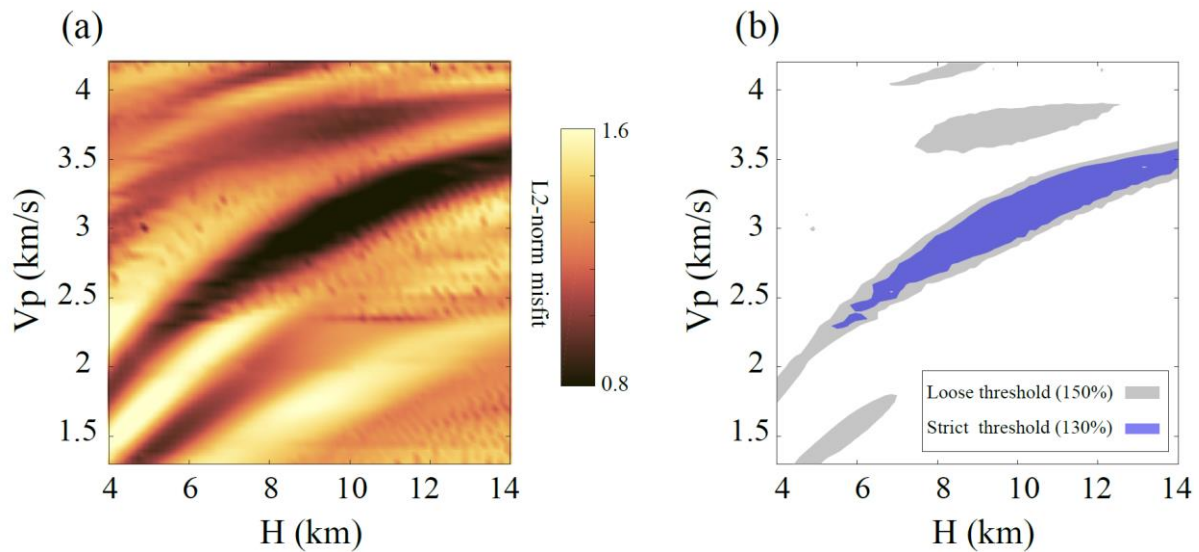 (a)
(b)
4
3.5
3
2.5
2
1.5
Vp (km/s)
4
6
8
10
12
14
H (km)
1.6
L2-norm misfit
0.8
4
3.5
3
2.5
2
1.5
Vp (km/s)
Loose threshold (150%)
Strict threshold (130%)
4
6
8
10
12
14
H (km)